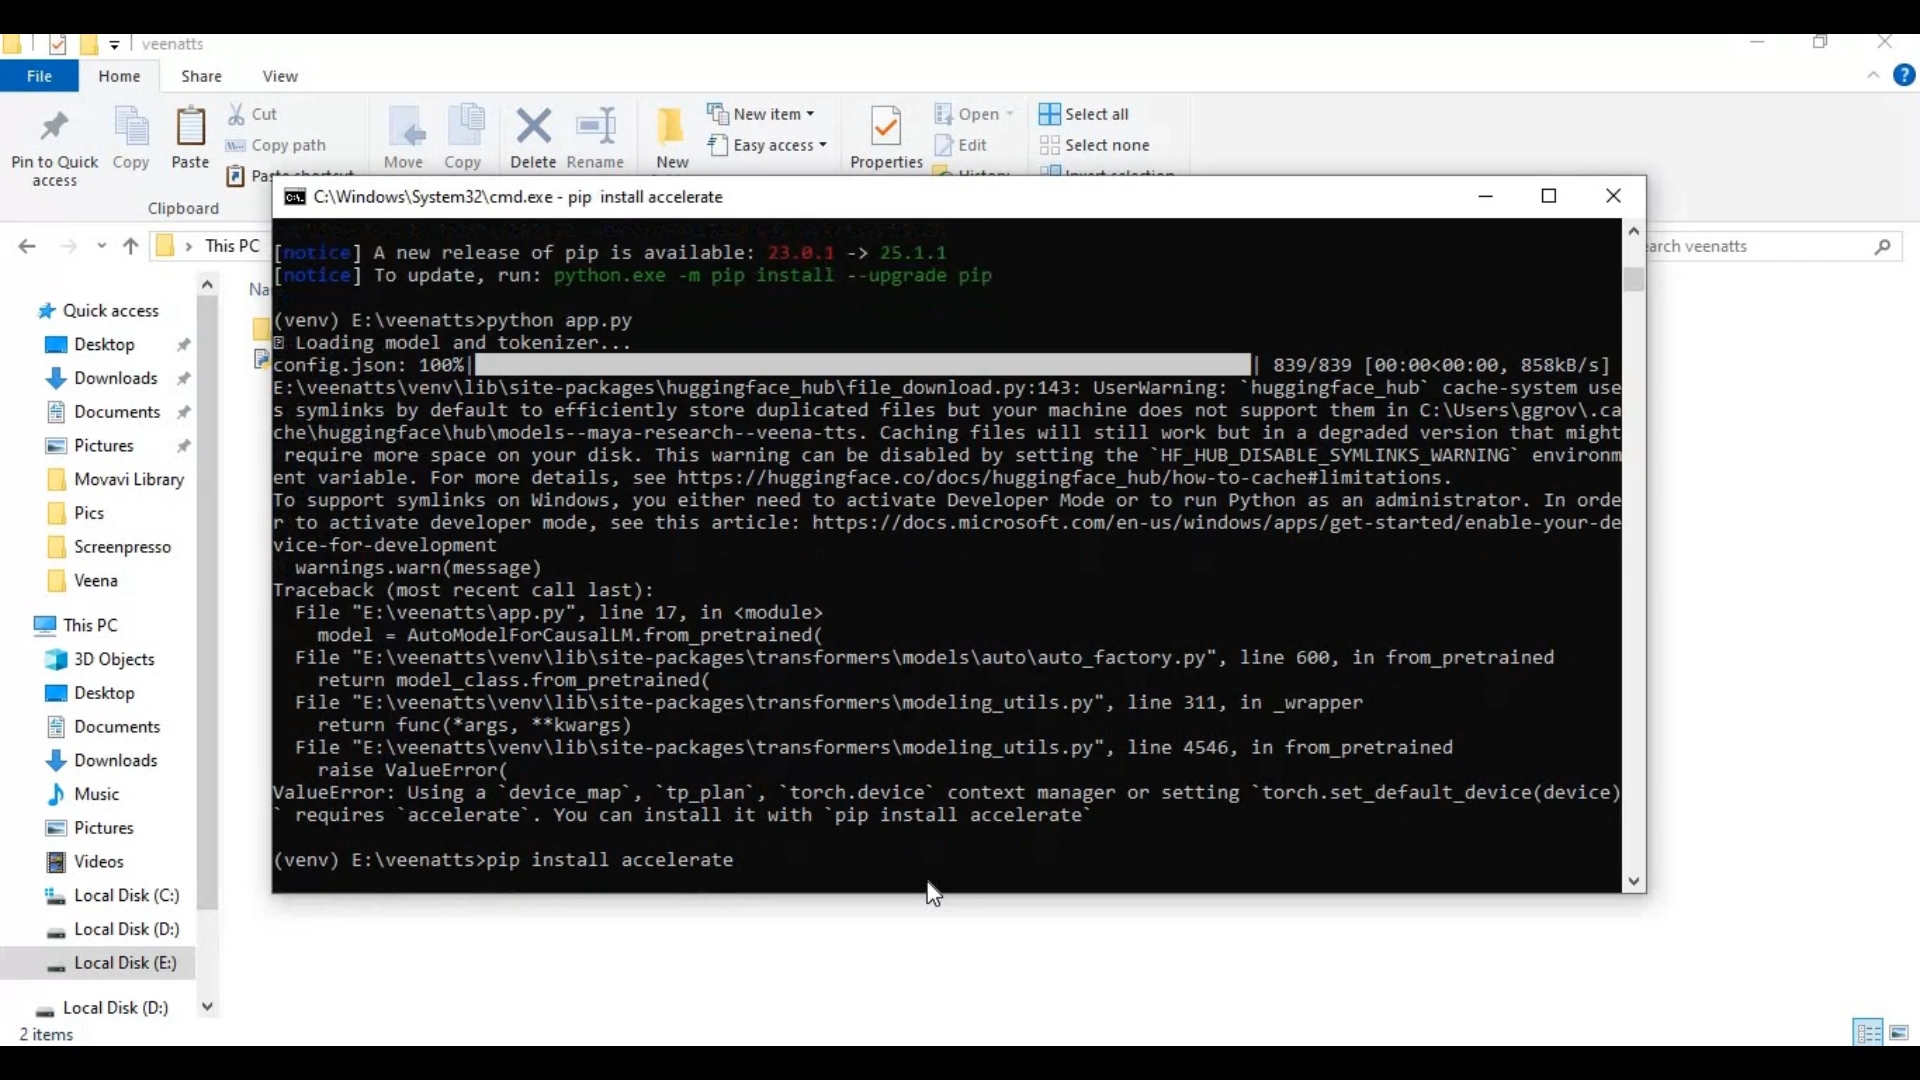 veenatts
File
Home
Share
View
Pin to Quick access
Copy
Paste
Cut
Copy path
Paste shortcut
Clipboard
Move
Copy
Delete
Rename
New
New item
Easy access
Properties
Open
Edit
History
Select all
Select none
Invert selection
This PC
earch veenatts
Na
C:\Windows\System32\cmd.exe - pip  install accelerate
[notice] A new release of pip is available: 23.0.1 -> 25.1.1
[notice] To update, run: python.exe -m pip install --upgrade pip
(venv) E:\veenatts>python app.py
Loading model and tokenizer...
config.json: 100%| | 839/839 [00:00<00:00, 858kB/s]
E:\veenatts\venv\lib\site-packages\huggingface_hub\file_download.py:143: UserWarning: `huggingface_hub` cache-system use
s symlinks by default to efficiently store duplicated files but your machine does not support them in C:\Users\ggrov\.ca
che\huggingface\hub\models--maya-research--veena-tts. Caching files will still work but in a degraded version that might
require more space on your disk. This warning can be disabled by setting the `HF_HUB_DISABLE_SYMLINKS_WARNING` environm
ent variable. For more details, see https://huggingface.co/docs/huggingface_hub/how-to-cache#limitations.
To support symlinks on Windows, you either need to activate Developer Mode or to run Python as an administrator. In orde
r to activate developer mode, see this article: https://docs.microsoft.com/en-us/windows/apps/get-started/enable-your-de
vice-for-development
warnings.warn(message)
Traceback (most recent call last):
File "E:\veenatts\app.py", line 17, in <module>
model = AutoModelForCausalLM.from_pretrained(
File "E:\veenatts\venv\lib\site-packages\transformers\models\auto\auto_factory.py", line 600, in from_pretrained
return model_class.from_pretrained(
File "E:\veenatts\venv\lib\site-packages\transformers\modeling_utils.py", line 311, in _wrapper
return func(*args, **kwargs)
File "E:\veenatts\venv\lib\site-packages\transformers\modeling_utils.py", line 4546, in from_pretrained
raise ValueError(
ValueError: Using a `device_map`, `tp_plan`, `torch.device` context manager or setting `torch.set_default_device(device)
` requires `accelerate`. You can install it with `pip install accelerate`
(venv) E:\veenatts>pip install accelerate
Quick access
Desktop
Downloads
Documents
Pictures
Movavi Library
Pics
Screenpresso
Veena
This PC
3D Objects
Desktop
Documents
Downloads
Music
Pictures
Videos
Local Disk (C:)
Local Disk (D:)
Local Disk (E:)
Local Disk (D:)
2 items